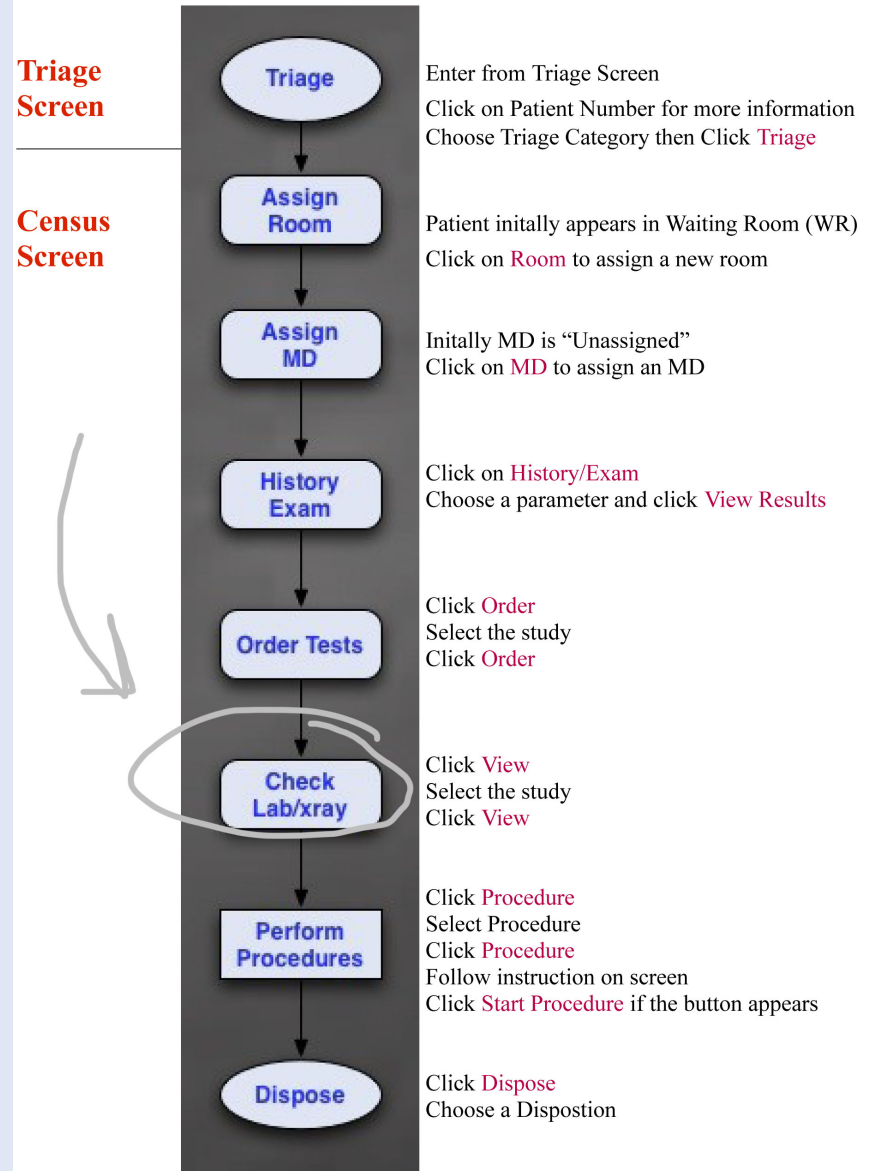 Triage
Screen
Triage
Enter from Triage Screen
Click on Patient Number for more information
Choose Triage Category then Click Triage
Census
Screen
Assign
Room
Patient initally appears in Waiting Room (WR)
Click on Room to assign a new room
Assign
MD
Initally MD is “Unassigned”
Click on MD to assign an MD
History
Exam
Click on History/Exam
Choose a parameter and click View Results
Order Tests
Click Order
Select the study
Click Order
Check
Lab/xray
Click View
Select the study
Click View
Perform
Procedures
Click Procedure
Select Procedure
Click Procedure
Follow instruction on screen
Click Start Procedure if the button appears
Dispose
Click Dispose
Choose a Dispostion